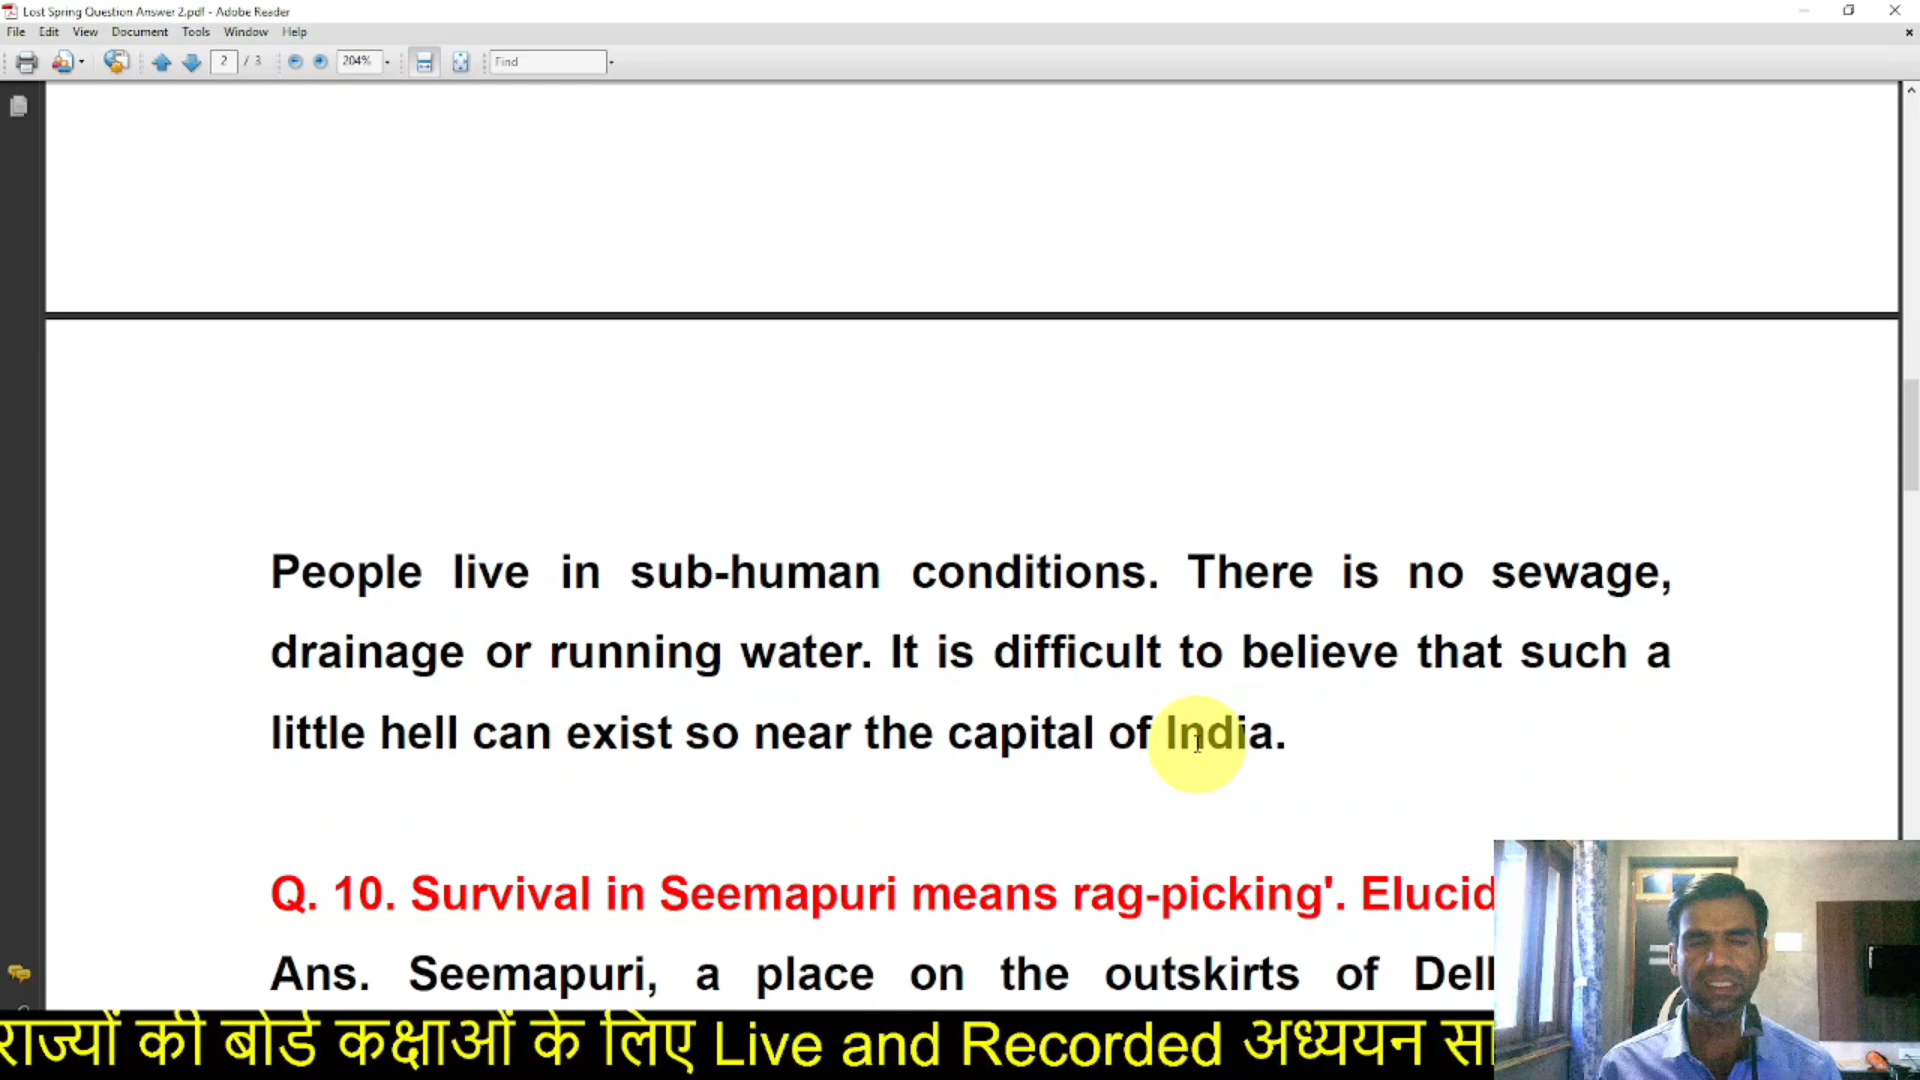 Lost Spring Question Answer 2.pdf - Adobe Reader
File Edit View Document Tools Window Help
2 / 3 204% Find
People live in sub-human conditions. There is no sewage,
drainage or running water. It is difficult to believe that such a
little hell can exist so near the capital of India.
Q. 10. Survival in Seemapuri means rag-picking'. Elucid
Ans. Seemapuri, a place on the outskirts of Dell
राज्यों की बोर्ड कक्षाओं के लिए Live and Recorded अध्ययन